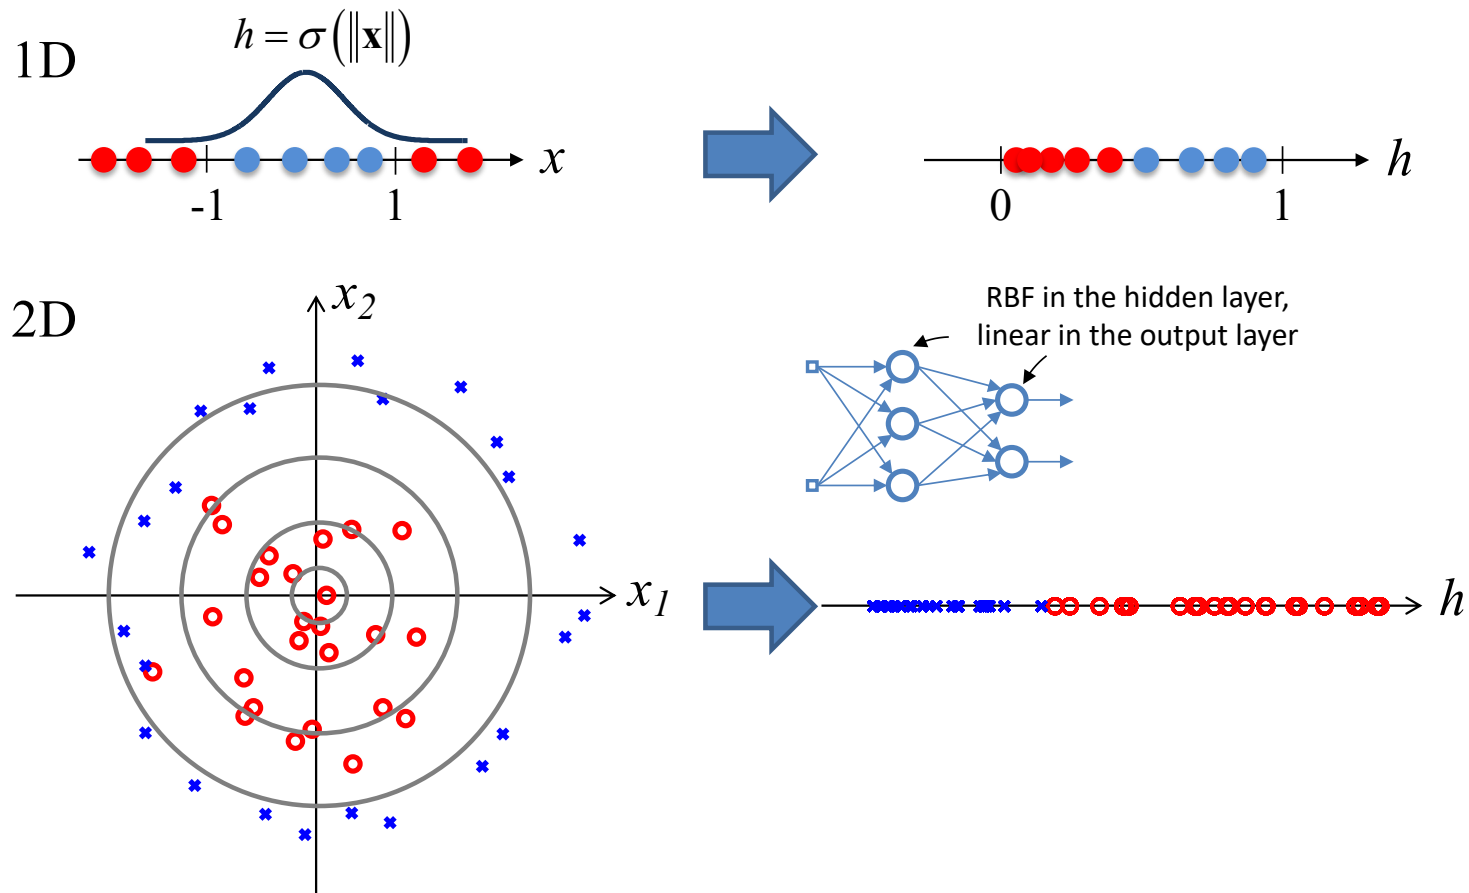 1D
h = σ(‖x‖)
x
-1
1
h
0
1
2D
x₂
x₁
RBF in the hidden layer,
linear in the output layer
h